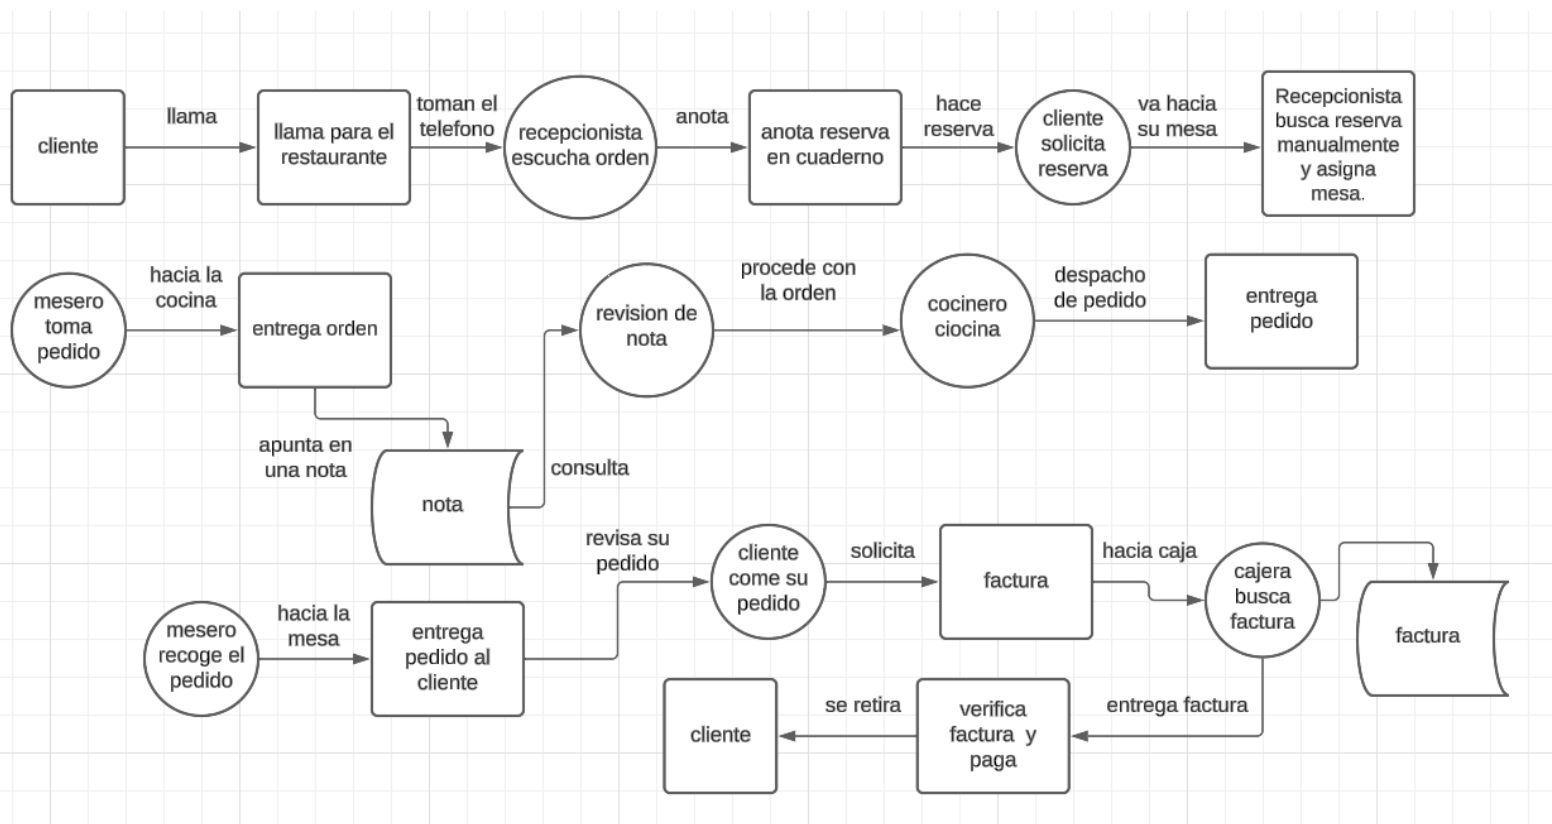 cliente
llama
llama para el
restaurante
toman el
telefono
recepcionista
escucha orden
anota
anota reserva
en cuaderno
hace
reserva
cliente
solicita
reserva
va hacia
su mesa
Recepcionista
busca reserva
manualmente
y asigna
mesa.
mesero
toma
pedido
hacia la
cocina
entrega orden
apunta en
una nota
nota
consulta
revision de
nota
procede con
la orden
cocinero
ciocina
despacho
de pedido
entrega
pedido
mesero
recoge el
pedido
hacia la
mesa
entrega
pedido al
cliente
revisa su
pedido
cliente
come su
pedido
solicita
factura
hacia caja
cajera
busca
factura
factura
entrega factura
verifica
factura y
paga
se retira
cliente